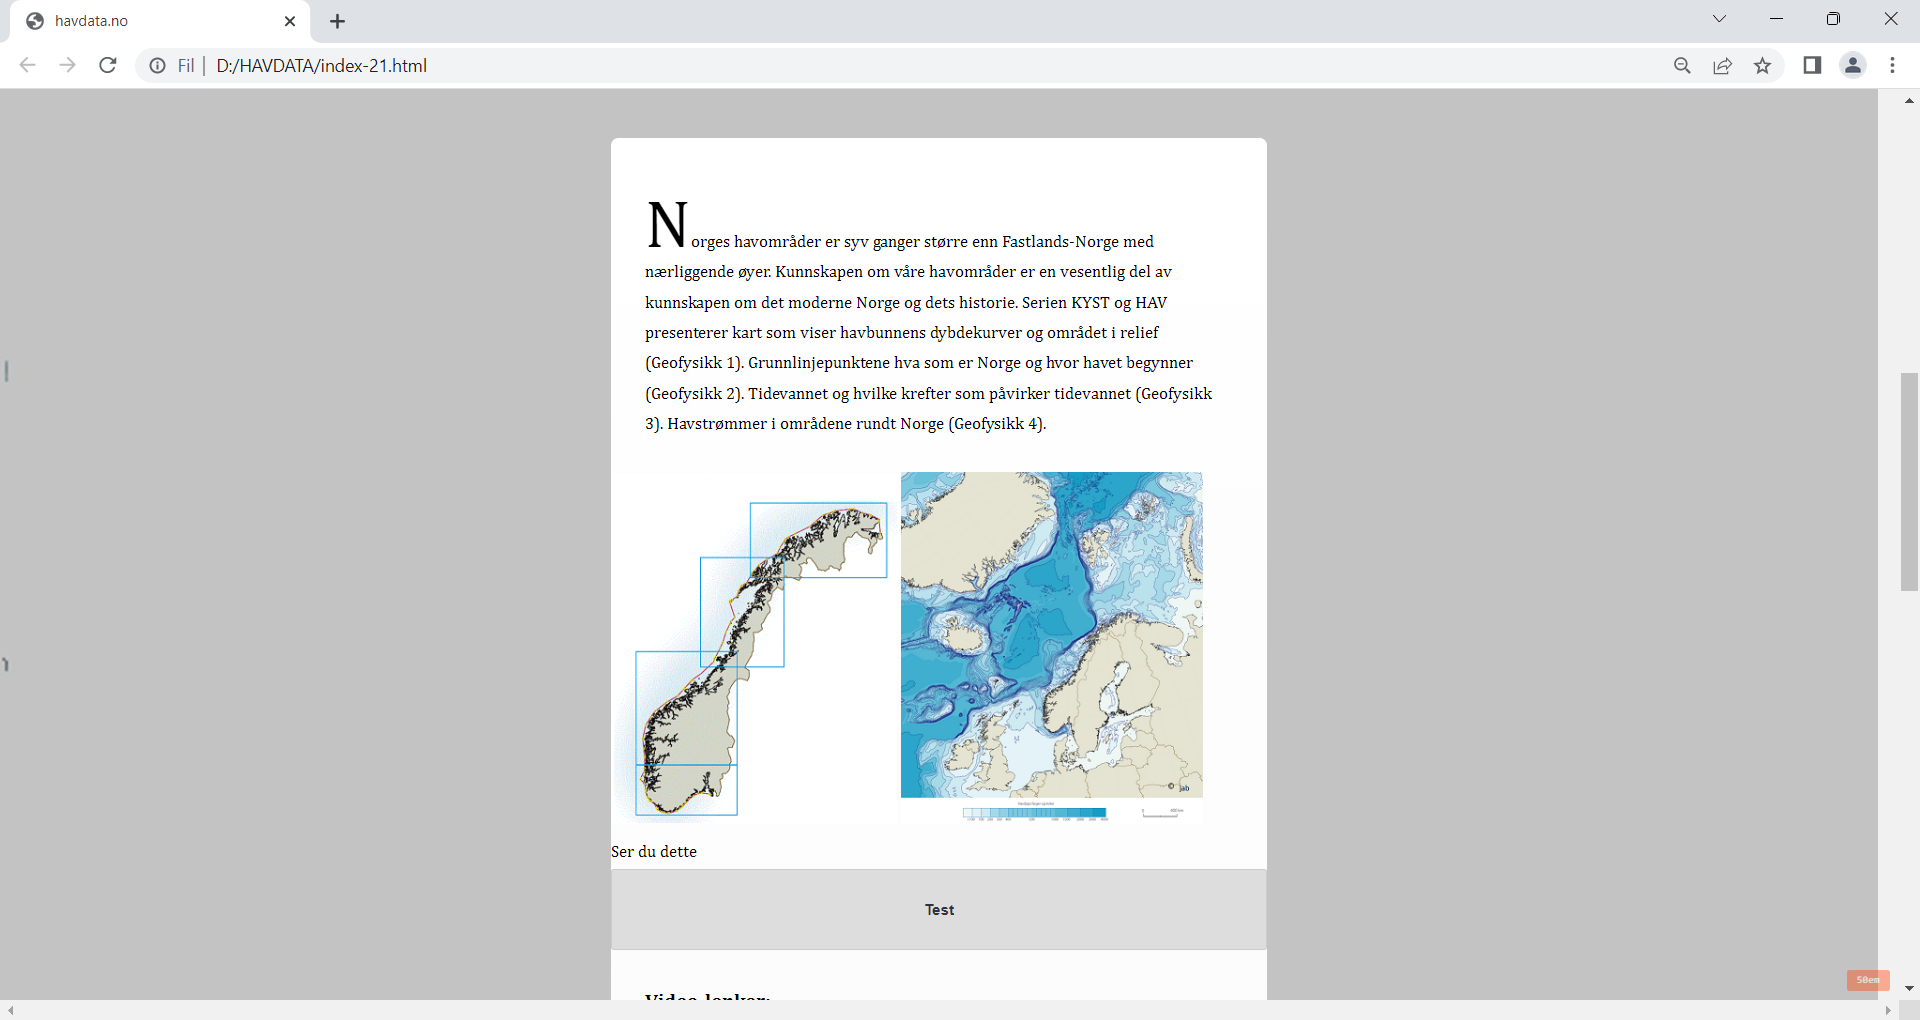 havdata.no
Fil
D:/HAVDATA/index-21.html
Norges havområder er syv ganger større enn Fastlands-Norge med
nærliggende øyer. Kunnskapen om våre havområder er en vesentlig del av
kunnskapen om det moderne Norge og dets historie. Serien KYST og HAV
presenterer kart som viser havbunnens dybdekurver og området i relief
(Geofysikk 1). Grunnlinjepunktene hva som er Norge og hvor havet begynner
(Geofysikk 2). Tidevannet og hvilke krefter som påvirker tidevannet (Geofysikk
3). Havstrømmer i områdene rundt Norge (Geofysikk 4).
© jab
Ser du dette
Test
50em
Video lenker: